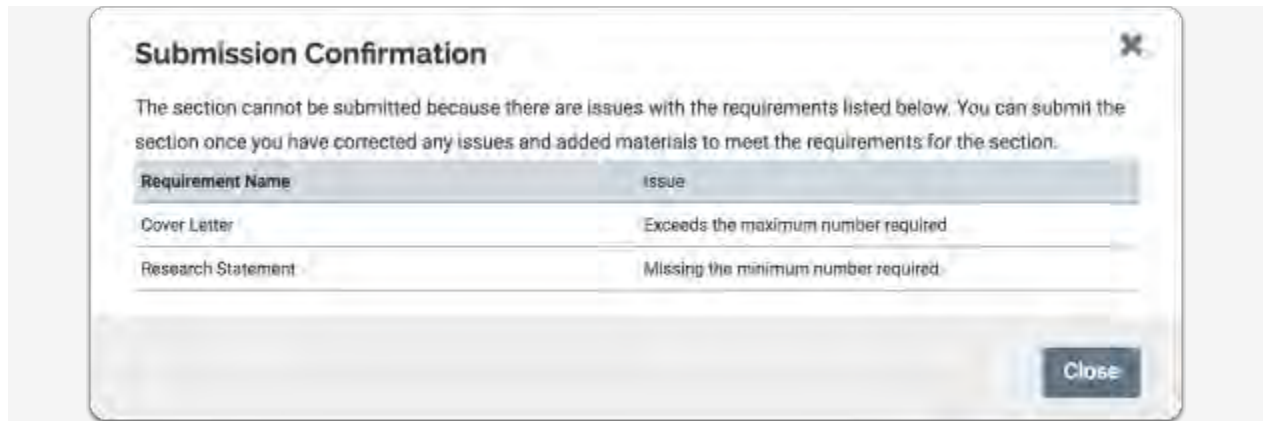 Submission Confirmation
The section cannot be submitted because there are issues with the requirements listed below. You can submit the
section once you have corrected any issues and added materials to meet the requirements for the section.
Requirement Name Issue
Cover Letter Exceeds the maximum number required
Research Statement Missing the minimum number required
Close